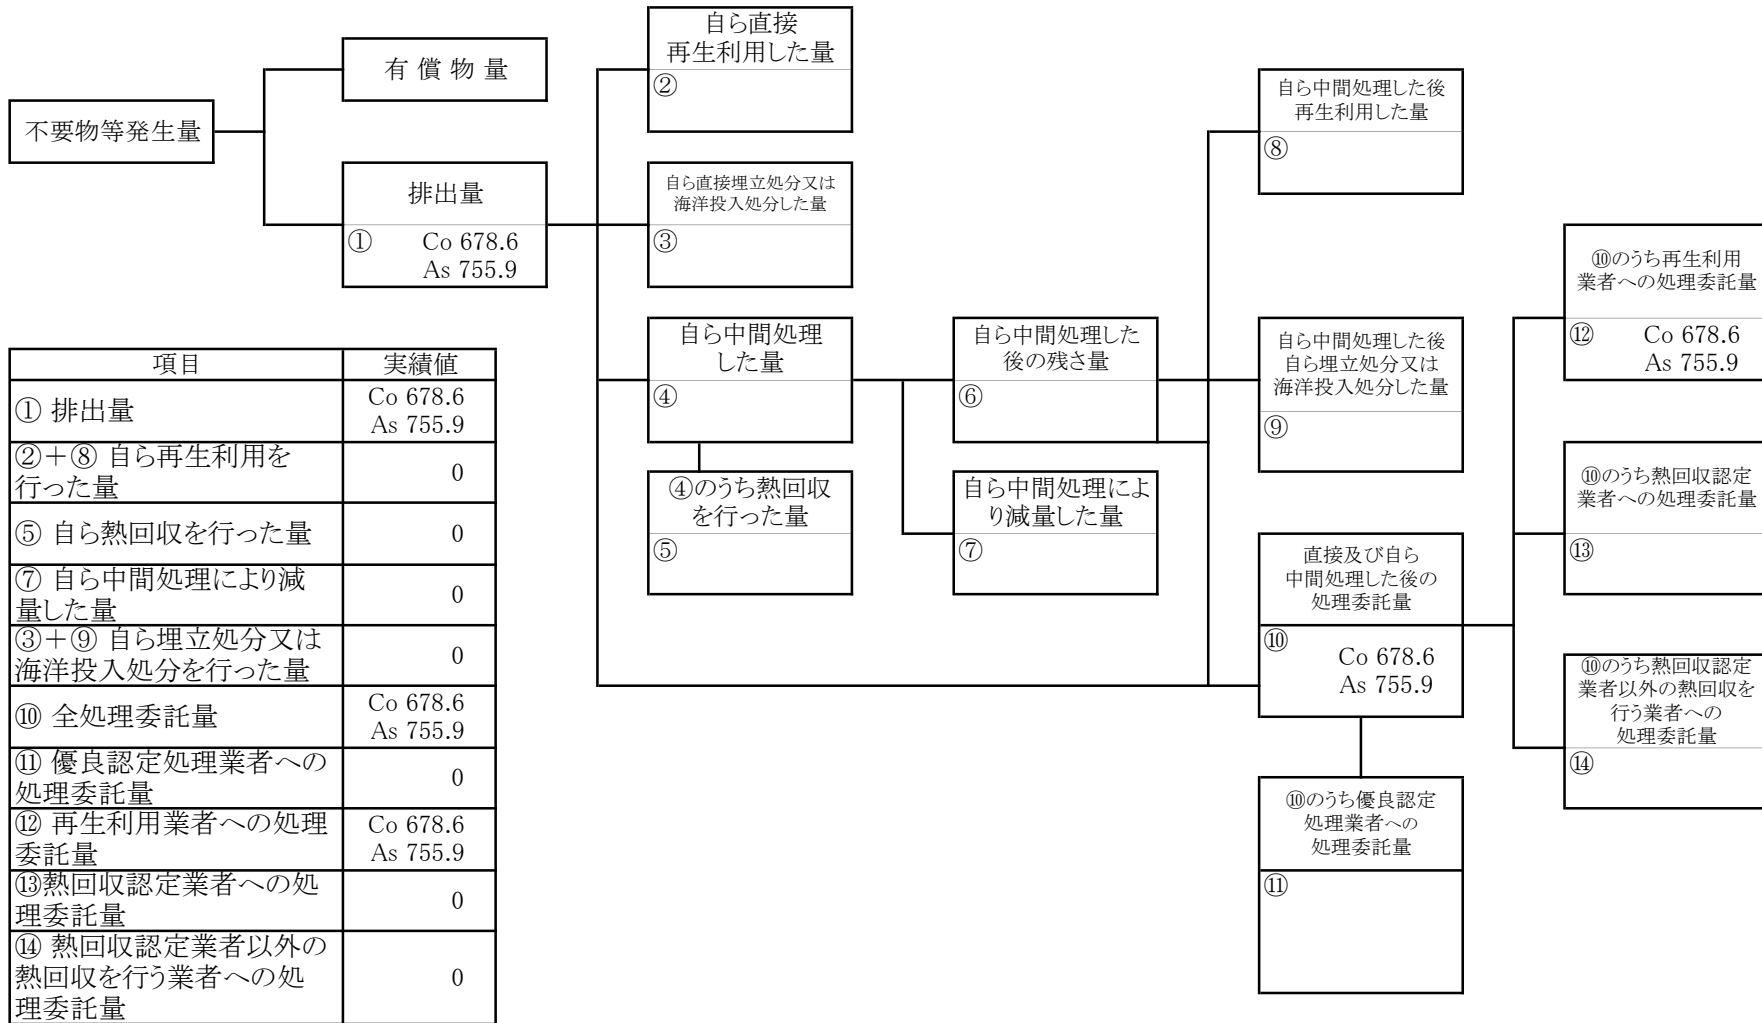 不要物等発生量
有 償 物 量
排出量
①
Co 678.6
As 755.9
自ら直接
再生利用した量
②
自ら直接埋立処分又は
海洋投入処分した量
③
自ら中間処理
した量
④
④のうち熱回収
を行った量
⑤
自ら中間処理した
後の残さ量
⑥
自ら中間処理によ
り減量した量
⑦
自ら中間処理した後
再生利用した量
⑧
自ら中間処理した後
自ら埋立処分又は
海洋投入処分した量
⑨
直接及び自ら
中間処理した後の
処理委託量
⑩
Co 678.6
As 755.9
⑩のうち優良認定
処理業者への
処理委託量
⑪
⑩のうち再生利用
業者への処理委託量
⑫
Co 678.6
As 755.9
⑩のうち熱回収認定
業者への処理委託量
⑬
⑩のうち熱回収認定
業者以外の熱回収を
行う業者への
処理委託量
⑭
項目 実績値
① 排出量
Co 678.6
As 755.9
②＋⑧ 自ら再生利用を
行った量
0
⑤ 自ら熱回収を行った量 0
⑦ 自ら中間処理により減
量した量
0
③＋⑨ 自ら埋立処分又は
海洋投入処分を行った量
0
⑩ 全処理委託量
Co 678.6
As 755.9
⑪ 優良認定処理業者への
処理委託量
0
⑫ 再生利用業者への処理
委託量
Co 678.6
As 755.9
⑬熱回収認定業者への処
理委託量
0
⑭ 熱回収認定業者以外の
熱回収を行う業者への処
理委託量
0